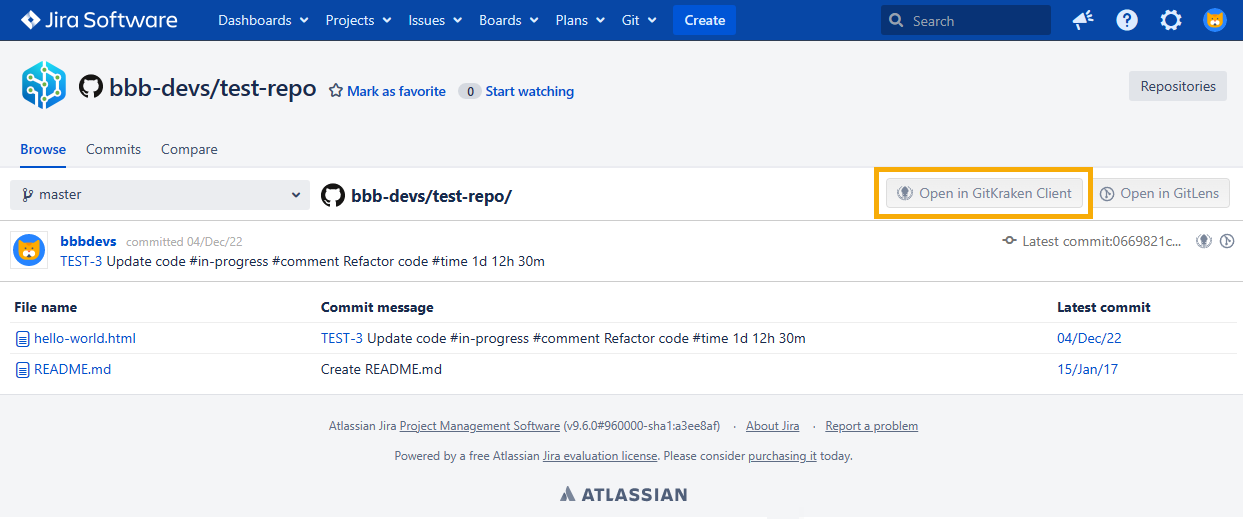 Jira Software Dashboards Projects Issues Boards Plans Git Create Search
bbb-devs/test-repo Mark as favorite 0 Start watching Repositories
Browse Commits Compare
master bbb-devs/test-repo/ Open in GitKraken Client Open in GitLens
bbbdevs committed 04/Dec/22 Latest commit:0669821c...
TEST-3 Update code #in-progress #comment Refactor code #time 1d 12h 30m
File name Commit message Latest commit
hello-world.html TEST-3 Update code #in-progress #comment Refactor code #time 1d 12h 30m 04/Dec/22
README.md Create README.md 15/Jan/17
Atlassian Jira Project Management Software (v9.6.0#960000-sha1:a3ee8af) · About Jira · Report a problem
Powered by a free Atlassian Jira evaluation license. Please consider purchasing it today.
ATLASSIAN